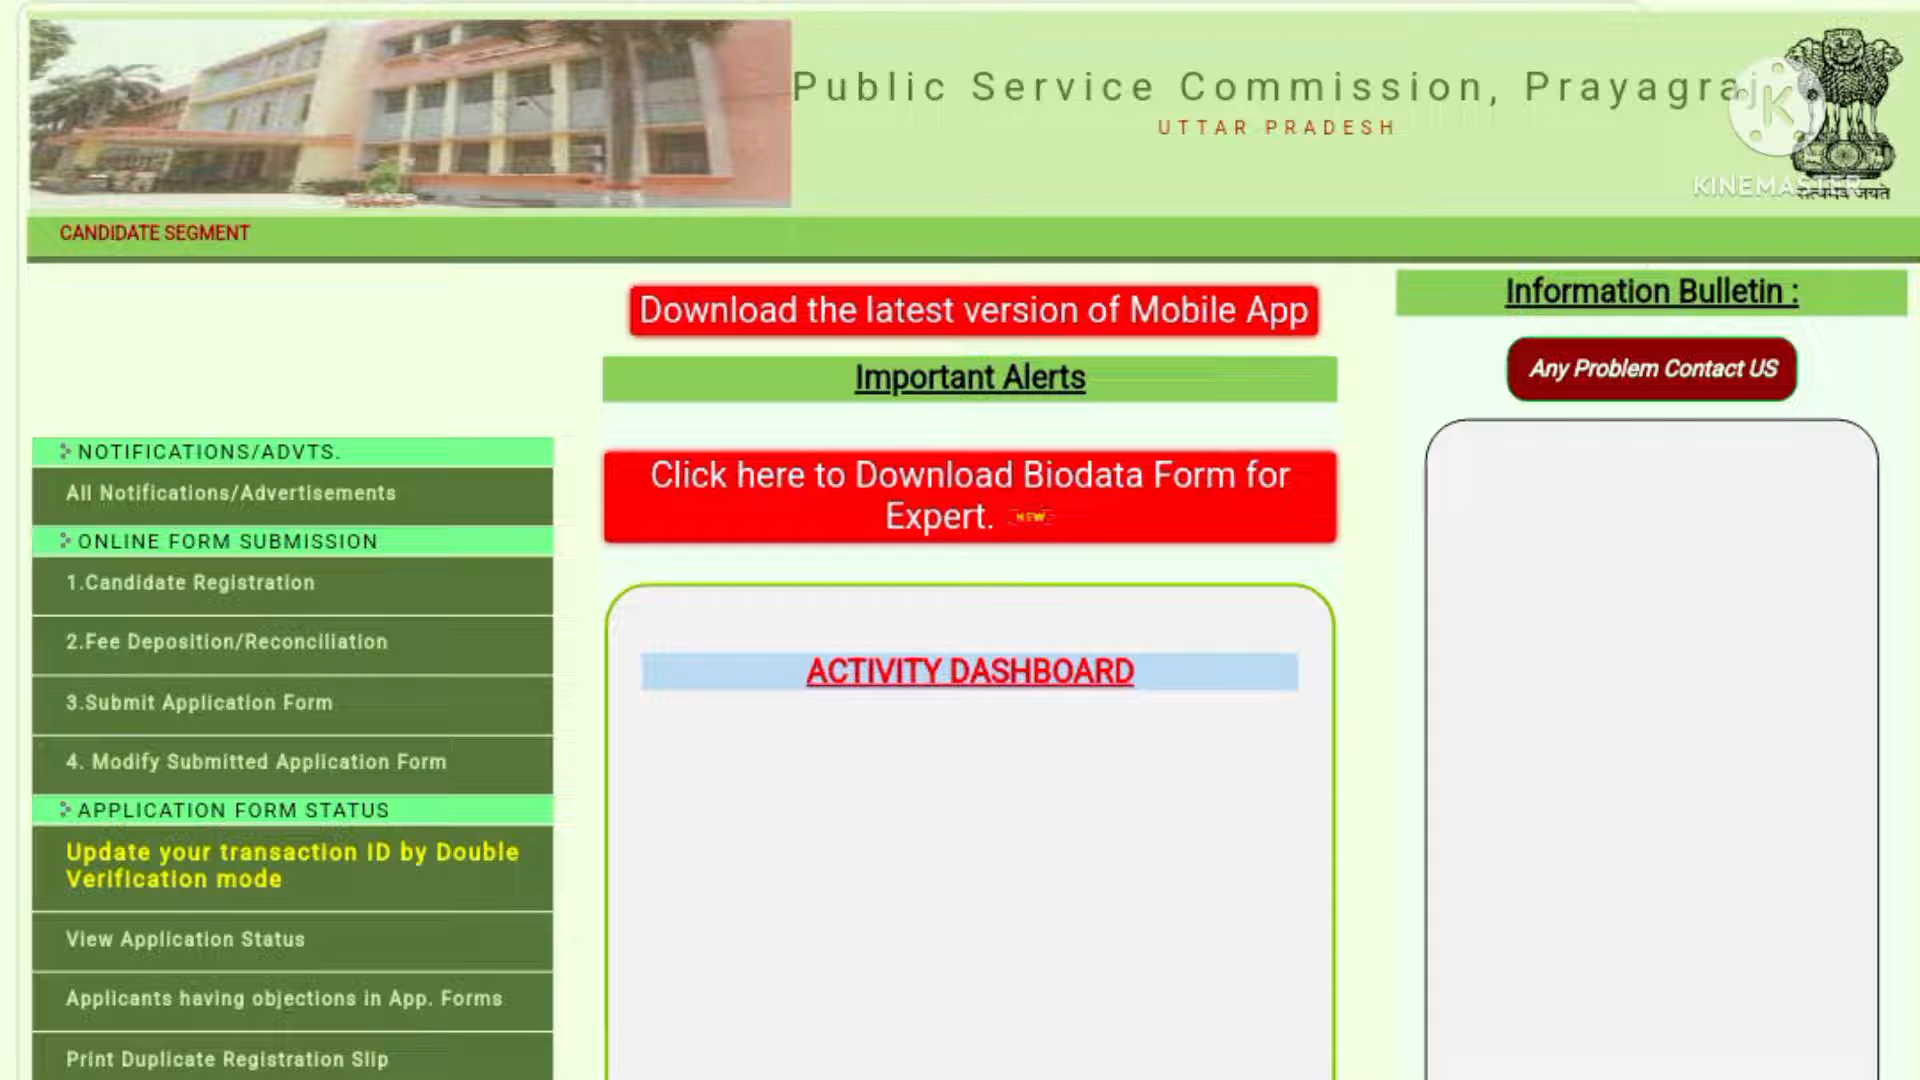 Public Service Commission, Prayagraj
UTTAR PRADESH
KINEMASTER
सत्यमेव जयते
CANDIDATE SEGMENT
NOTIFICATIONS/ADVTS.
All Notifications/Advertisements
ONLINE FORM SUBMISSION
1.Candidate Registration
2.Fee Deposition/Reconciliation
3.Submit Application Form
4. Modify Submitted Application Form
APPLICATION FORM STATUS
Update your transaction ID by Double
Verification mode
View Application Status
Applicants having objections in App. Forms
Print Duplicate Registration Slip
Download the latest version of Mobile App
Important Alerts
Click here to Download Biodata Form for
Expert. NEW
ACTIVITY DASHBOARD
Information Bulletin :
Any Problem Contact US